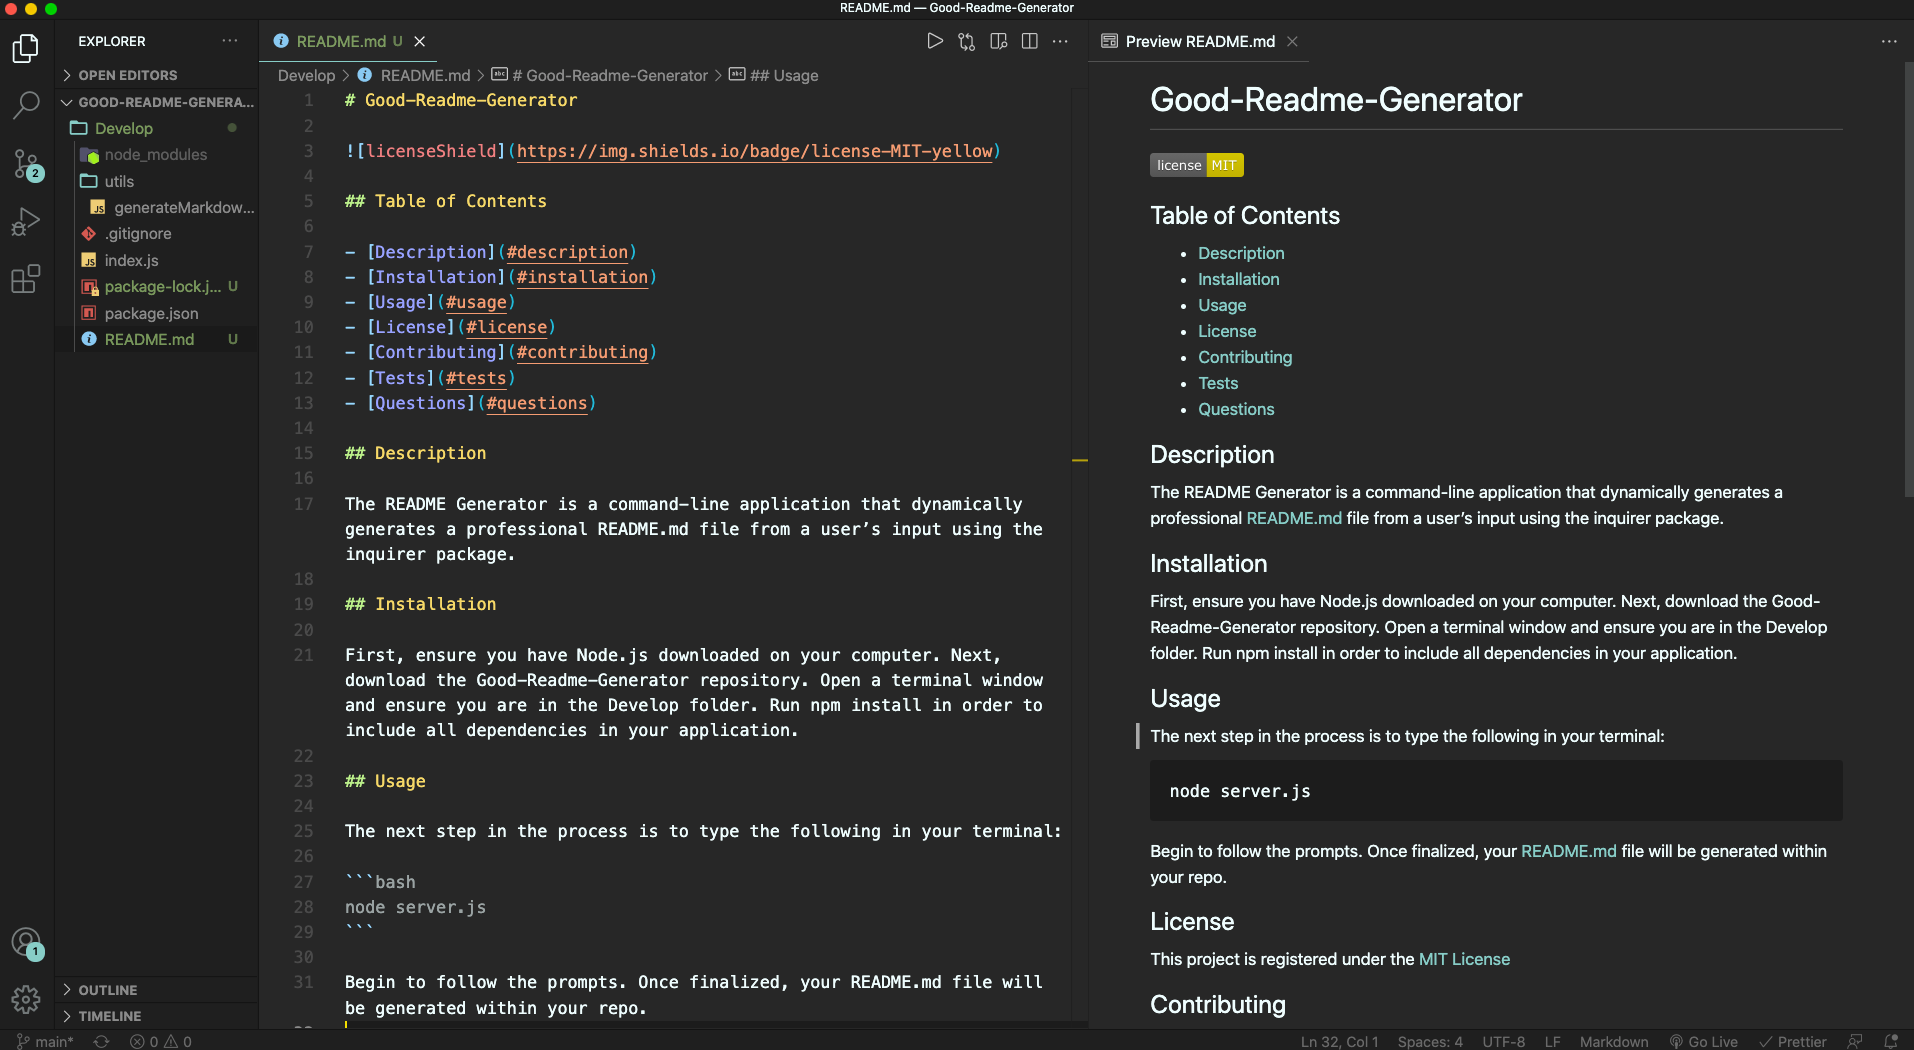 README.md — Good-Readme-Generator
EXPLORER
OPEN EDITORS
GOOD-README-GENERA...
Develop
node_modules
utils
generateMarkdow...
.gitignore
index.js
package-lock.j... U
package.json
README.md U
OUTLINE
TIMELINE
2
1
README.md U
Develop > README.md > # Good-Readme-Generator > ## Usage
1 # Good-Readme-Generator
2
3 ![licenseShield](https://img.shields.io/badge/license-MIT-yellow)
4
5 ## Table of Contents
6
7 - [Description](#description)
8 - [Installation](#installation)
9 - [Usage](#usage)
10 - [License](#license)
11 - [Contributing](#contributing)
12 - [Tests](#tests)
13 - [Questions](#questions)
14
15 ## Description
16
17 The README Generator is a command-line application that dynamically
generates a professional README.md file from a user’s input using the
inquirer package.
18
19 ## Installation
20
21 First, ensure you have Node.js downloaded on your computer. Next,
download the Good-Readme-Generator repository. Open a terminal window
and ensure you are in the Develop folder. Run npm install in order to
include all dependencies in your application.
22
23 ## Usage
24
25 The next step in the process is to type the following in your terminal:
26
27 ```bash
28 node server.js
29 ```
30
31 Begin to follow the prompts. Once finalized, your README.md file will
be generated within your repo.
Preview README.md
Good-Readme-Generator
license MIT
Table of Contents
• Description
• Installation
• Usage
• License
• Contributing
• Tests
• Questions
Description
The README Generator is a command-line application that dynamically generates a
professional README.md file from a user’s input using the inquirer package.
Installation
First, ensure you have Node.js downloaded on your computer. Next, download the Good-
Readme-Generator repository. Open a terminal window and ensure you are in the Develop
folder. Run npm install in order to include all dependencies in your application.
Usage
The next step in the process is to type the following in your terminal:
node server.js
Begin to follow the prompts. Once finalized, your README.md file will be generated within
your repo.
License
This project is registered under the MIT License
Contributing
main* 0 0 Ln 32, Col 1 Spaces: 4 UTF-8 LF Markdown Go Live Prettier